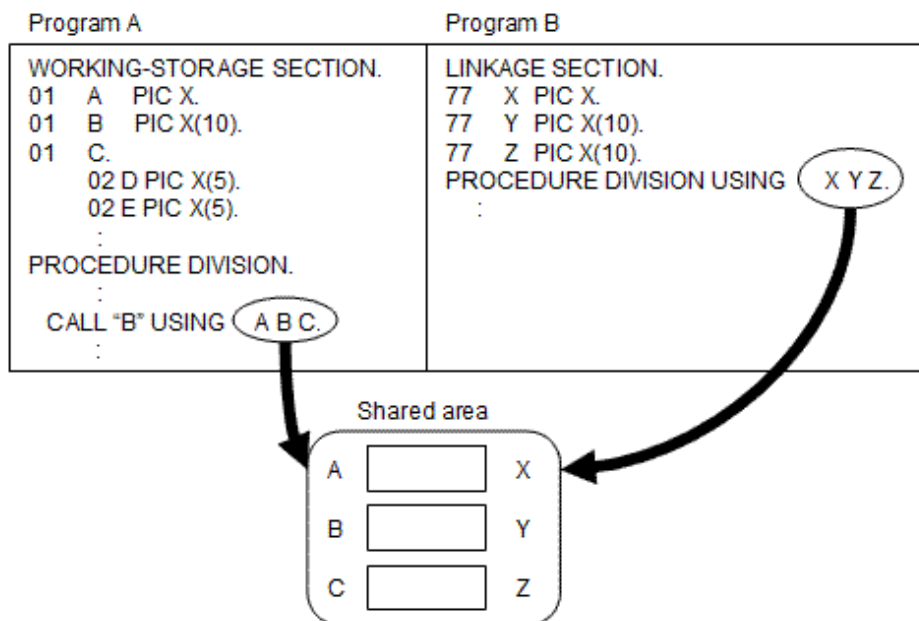 Program A
WORKING-STORAGE SECTION.
01 A PIC X.
01 B PIC X(10).
01 C.
02 D PIC X(5).
02 E PIC X(5).
:
PROCEDURE DIVISION.
:
CALL “B” USING A B C.
:
Program B
LINKAGE SECTION.
77 X PIC X.
77 Y PIC X(10).
77 Z PIC X(10).
PROCEDURE DIVISION USING X Y Z.
:
Shared area
A X
B Y
C Z